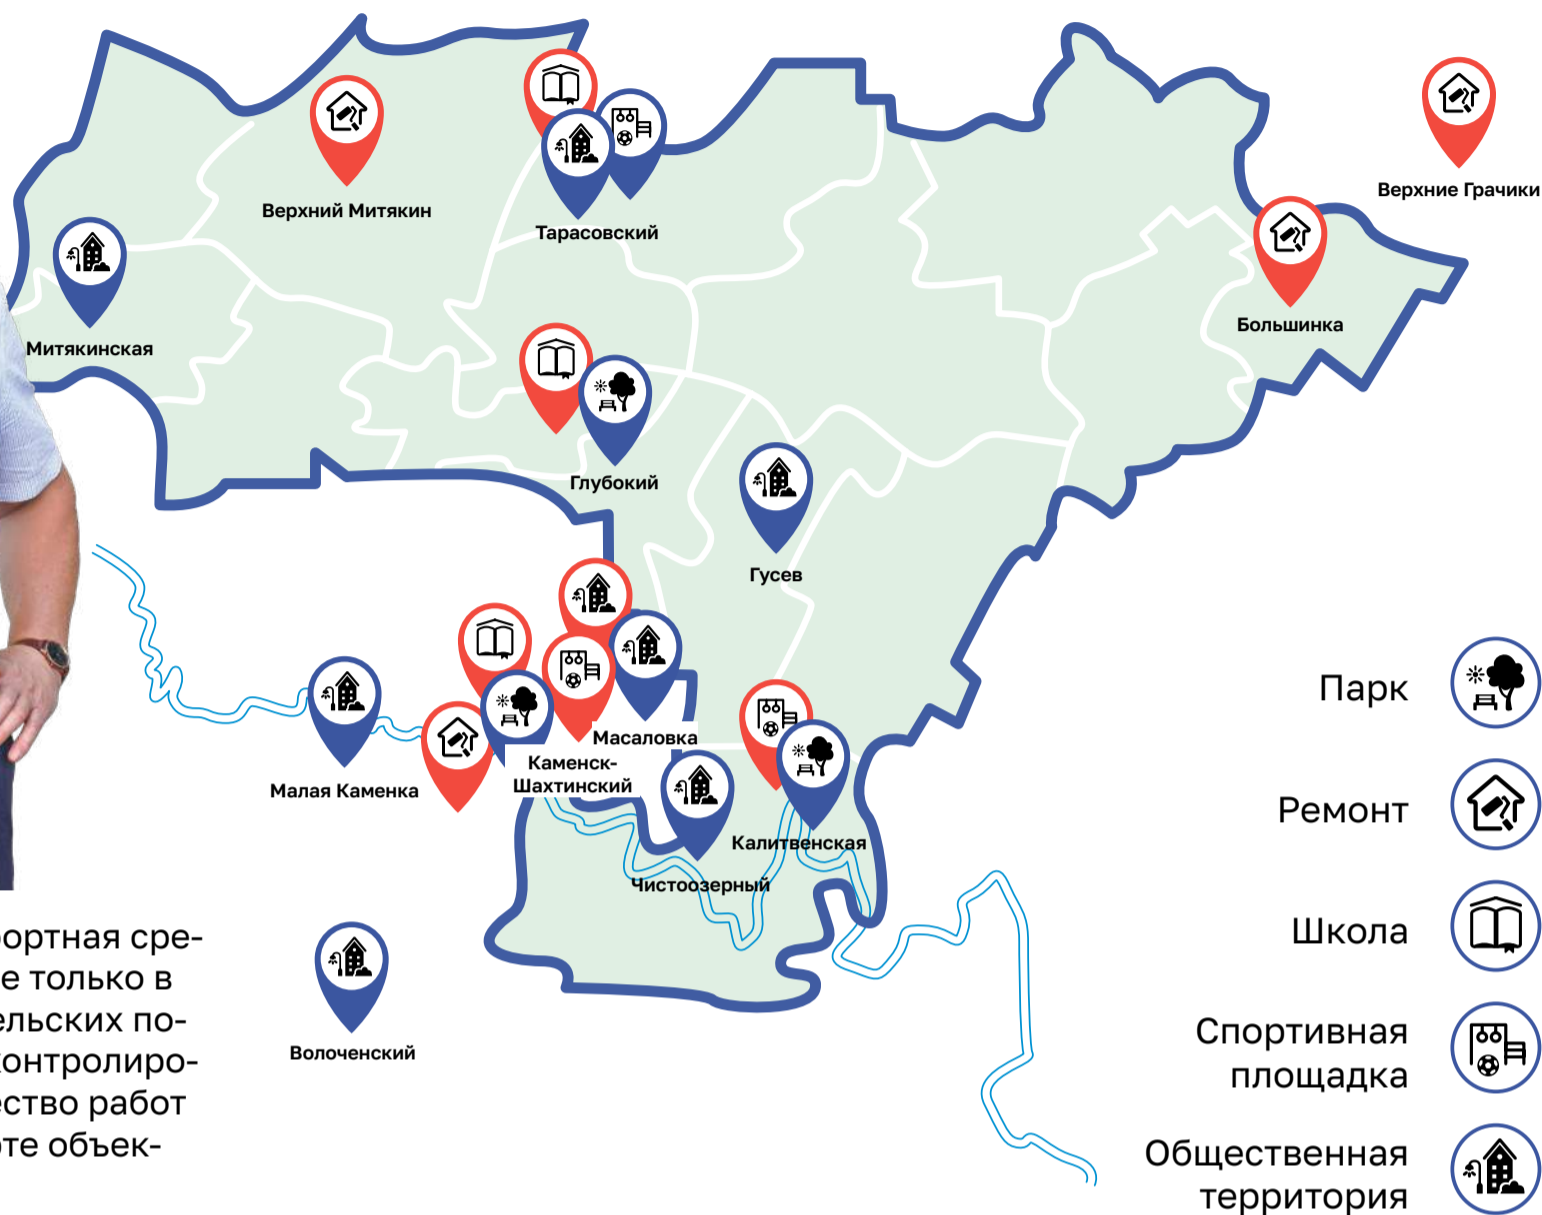 Верхние Грачики
Верхний Митякин
Тарасовский
Большинка
Митякинская
Глубокий
Гусев
Масаловка
Каменск-
Шахтинский
Малая Каменка
Калитвенская
Чистоозерный
Волоченский
ортная сре-
е только в
ельских по-
контролиро-
ество работ
оте объек-
Парк
Ремонт
Школа
Спортивная
площадка
Общественная
территория